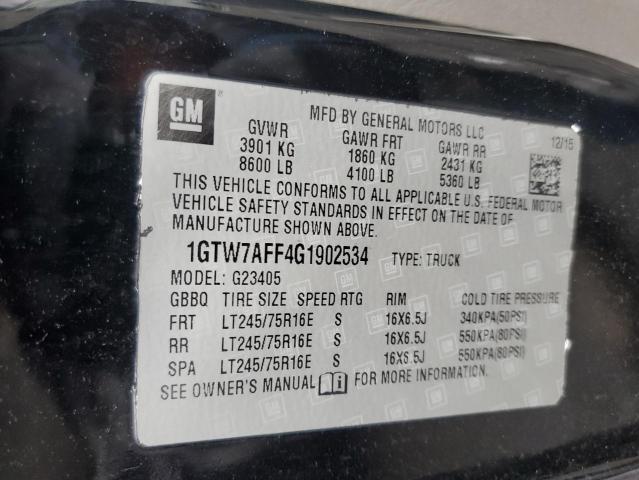 GM
MFD BY GENERAL MOTORS LLC
GVWR GAWR FRT GAWR RR 12/15
3901 KG 1860 KG 2431 KG
8600 LB 4100 LB 5360 LB
THIS VEHICLE CONFORMS TO ALL APPLICABLE U.S. FEDERAL MOTOR
VEHICLE SAFETY STANDARDS IN EFFECT ON THE DATE OF
MANUFACTURE SHOWN ABOVE.
1GTW7AFF4G1902534 TYPE: TRUCK
MODEL: G23405
GBBQ TIRE SIZE SPEED RTG RIM COLD TIRE PRESSURE
FRT LT245/75R16E S 16X6.5J 340KPA(50PSI)
RR LT245/75R16E S 16X6.5J 550KPA(80PSI)
SPA LT245/75R16E S 16X6.5J 550KPA(80PSI)
SEE OWNER'S MANUAL i FOR MORE INFORMATION.